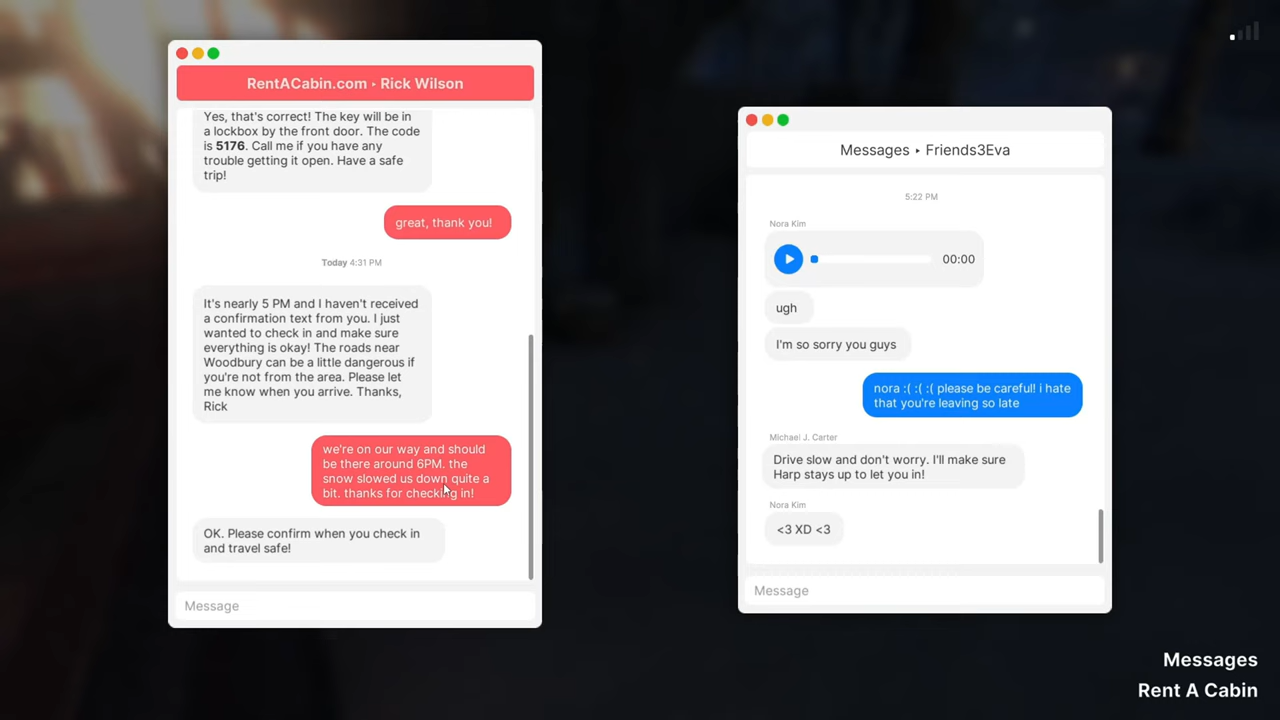 RentACabin.com ▸ Rick Wilson
Yes, that's correct! The key will be in
a lockbox by the front door. The code
is 5176. Call me if you have any
trouble getting it open. Have a safe
trip!
great, thank you!
Today 4:31 PM
It's nearly 5 PM and I haven't received
a confirmation text from you. I just
wanted to check in and make sure
everything is okay! The roads near
Woodbury can be a little dangerous if
you're not from the area. Please let
me know when you arrive. Thanks,
Rick
we're on our way and should
be there around 6PM. the
snow slowed us down quite a
bit. thanks for checking in!
OK. Please confirm when you check in
and travel safe!
Message
Messages ▸ Friends3Eva
5:22 PM
Nora Kim
00:00
ugh
I'm so sorry you guys
nora :( :( :( please be careful! i hate
that you're leaving so late
Michael J. Carter
Drive slow and don't worry. I'll make sure
Harp stays up to let you in!
Nora Kim
<3 XD <3
Message
Messages
Rent A Cabin